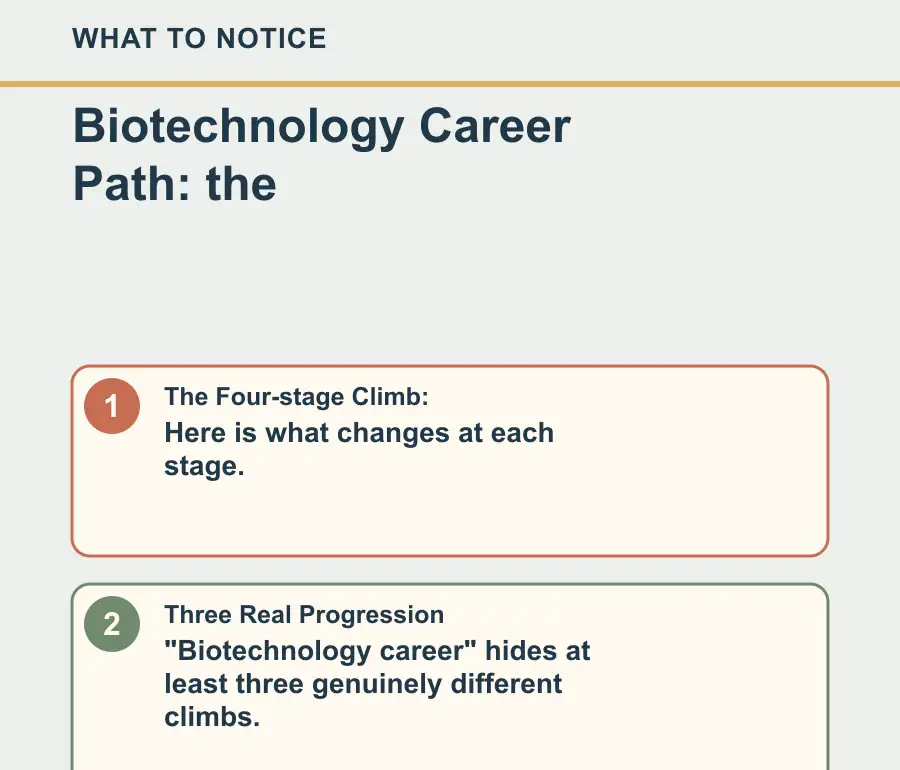 WHAT TO NOTICE
Biotechnology Career
Path: the
1
The Four-stage Climb:
Here is what changes at each
stage.
2
Three Real Progression
"Biotechnology career" hides at
least three genuinely different
climbs.